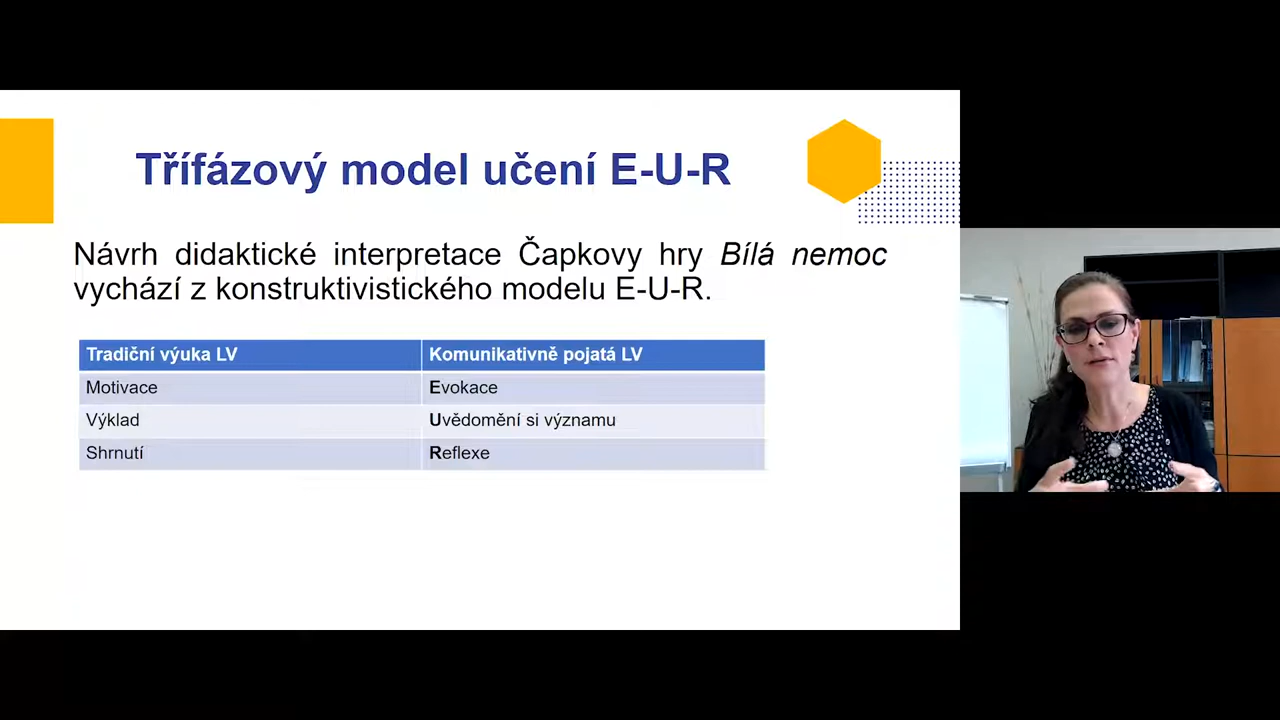 Třífázový model učení E-U-R
Návrh didaktické interpretace Čapkovy hry Bílá nemoc
vychází z konstruktivistického modelu E-U-R.
Tradiční výuka LV Komunikativně pojatá LV
Motivace Evokace
Výklad Uvědomění si významu
Shrnutí Reflexe